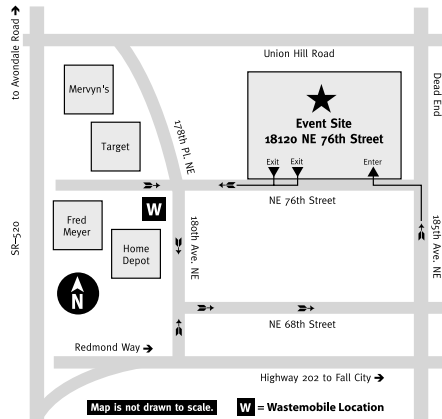 to Avondale Road
Union Hill Road
Mervyn's
Target
178th Pl. NE
Dead End
Event Site
18120 NE 76th Street
Exit
Exit
Enter
NE 76th Street
W
Fred
Meyer
Home
Depot
SR–520
180th Ave. NE
185th Ave. NE
N
NE 68th Street
Redmond Way
Highway 202 to Fall City
Map is not drawn to scale.
W = Wastemobile Location